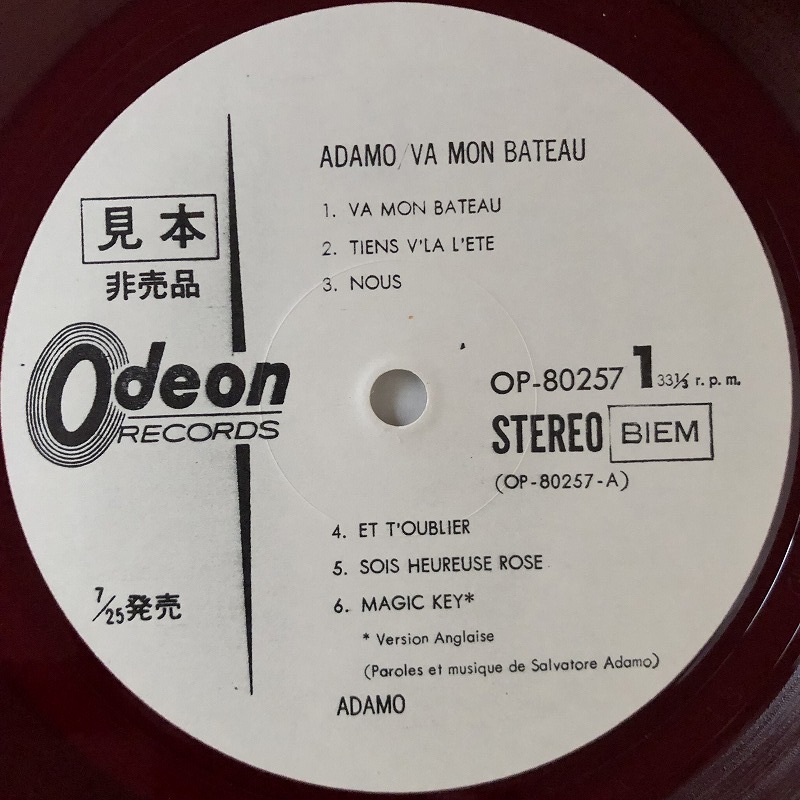 ADAMO/VA MON BATEAU
1. VA MON BATEAU
2. TIENS V'LA L'ETE
3. NOUS
見本
非売品
Odeon
RECORDS
OP-80257 1 33⅓ r.p.m.
STEREO BIEM
(OP-80257-A)
4. ET T'OUBLIER
5. SOIS HEUREUSE ROSE
6. MAGIC KEY*
* Version Anglaise
(Paroles et musique de Salvatore Adamo)
7/25発売
ADAMO